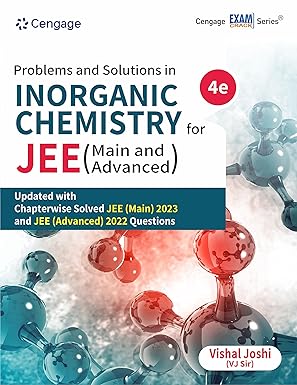 Cengage
Cengage EXAM CRACK Series®
Problems and Solutions in
4e
INORGANIC
CHEMISTRY for
JEE (Main and Advanced)
Updated with
Chapterwise Solved JEE (Main) 2023
and JEE (Advanced) 2022 Questions
Vishal Joshi
(VJ Sir)